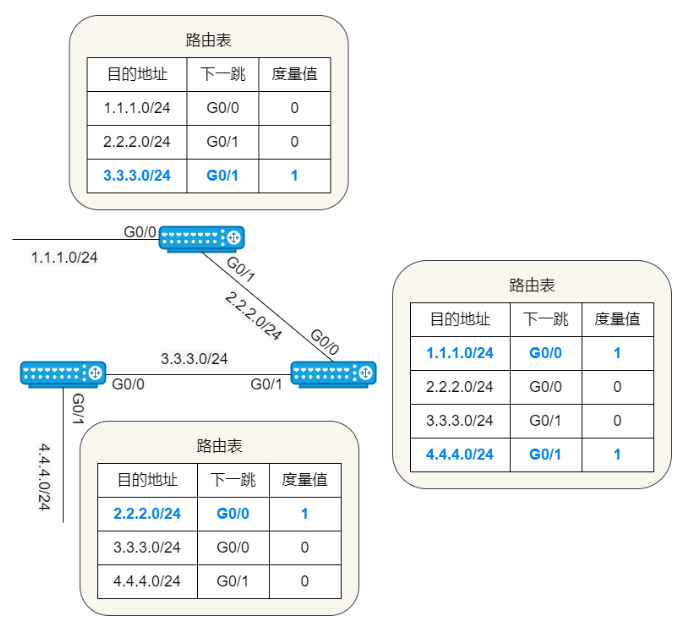 路由表
目的地址 下一跳 度量值
1.1.1.0/24 G0/0 0
2.2.2.0/24 G0/1 0
3.3.3.0/24 G0/1 1
G0/0
1.1.1.0/24
G0/1
2.2.2.0/24
G0/0
路由表
目的地址 下一跳 度量值
1.1.1.0/24 G0/0 1
2.2.2.0/24 G0/0 0
3.3.3.0/24 G0/1 0
4.4.4.0/24 G0/1 1
3.3.3.0/24
G0/0
G0/1
G0/1
4.4.4.0/24
路由表
目的地址 下一跳 度量值
2.2.2.0/24 G0/0 1
3.3.3.0/24 G0/0 0
4.4.4.0/24 G0/1 0